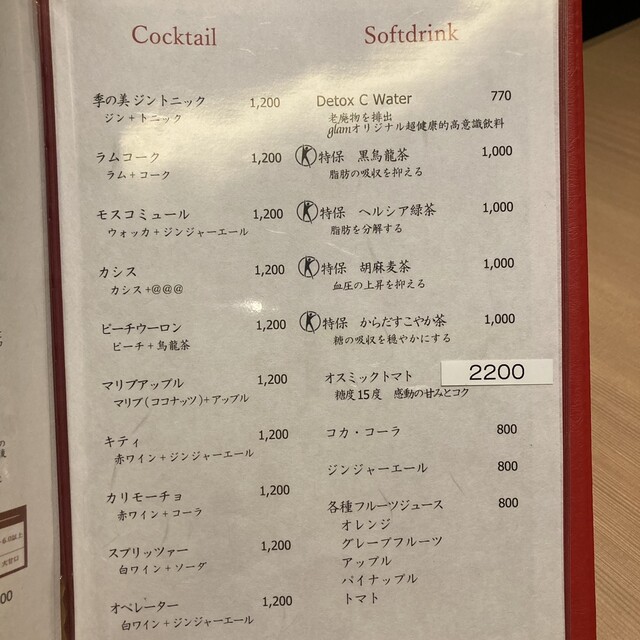 Cocktail
季の美 ジントニック 1,200
ジン + トニック
ラムコーク 1,200
ラム + コーク
モスコミュール 1,200
ウォッカ + ジンジャーエール
カシス 1,200
カシス +@@@
ピーチウーロン 1,200
ピーチ + 烏龍茶
マリブアップル 1,200
マリブ (ココナッツ)+ アップル
キティ 1,200
赤ワイン + ジンジャーエール
カリモーチョ 1,200
赤ワイン + コーラ
スプリッツァー 1,200
白ワイン + ソーダ
オペレーター 1,200
白ワイン + ジンジャーエール
Softdrink
Detox C Water 770
老廃物を排出
glamオリジナル超健康的高意識飲料
K 特保 黒烏龍茶 1,000
脂肪の吸収を抑える
K 特保 ヘルシア緑茶 1,000
脂肪を分解する
K 特保 胡麻麦茶 1,000
血圧の上昇を抑える
K 特保 からだすこやか茶 1,000
糖の吸収を穏やかにする
オスミックトマト 2200
糖度 15 度 感動の甘みとコク
コカ・コーラ 800
ジンジャーエール 800
各種フルーツジュース 800
オレンジ
グレープフルーツ
アップル
パイナップル
トマト